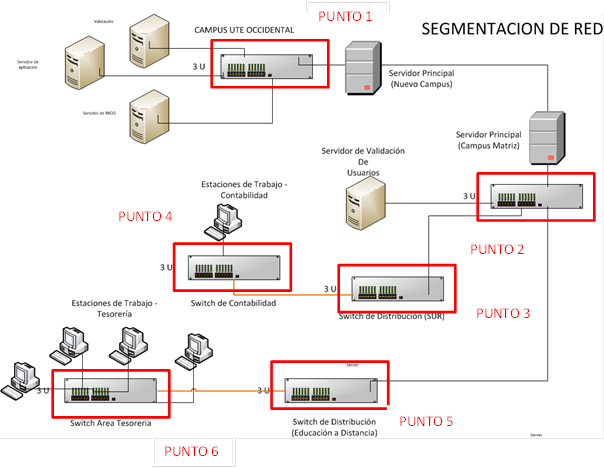 PUNTO 1
Validación
CAMPUS UTE OCCIDENTAL
SEGMENTACION DE RED
Servidor de
aplicación
3 U
Servidor Principal
(Nuevo Campus)
Servidor de BBDD
Servidor Principal
(Campus Matriz)
Servidor de Validación
De
Usuarios
Estaciones de Trabajo -
Contabilidad
3 U
PUNTO 4
PUNTO 2
3 U
3 U
Switch de Contabilidad
Switch de Distribución (SUR)
PUNTO 3
Estaciones de Trabajo -
Tesorería
Server
3 U
3 U
Switch Area Tesoreria
Switch de Distribución
(Educación a Distancia)
PUNTO 5
Server
PUNTO 6